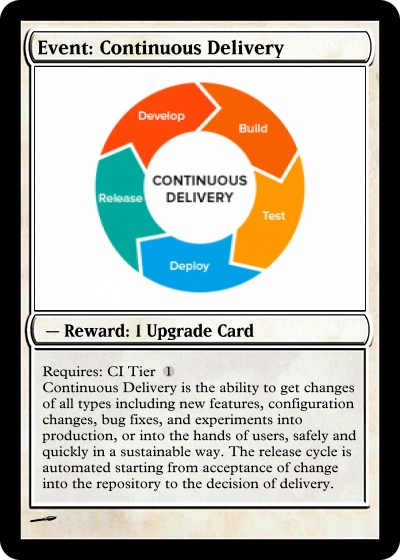 Event: Continuous Delivery
Develop
Build
Release
CONTINUOUS
DELIVERY
Test
Deploy
— Reward: 1 Upgrade Card
Requires: CI Tier 1
Continuous Delivery is the ability to get changes
of all types including new features, configuration
changes, bug fixes, and experiments into
production, or into the hands of users, safely and
quickly in a sustainable way. The release cycle is
automated starting from acceptance of change
into the repository to the decision of delivery.